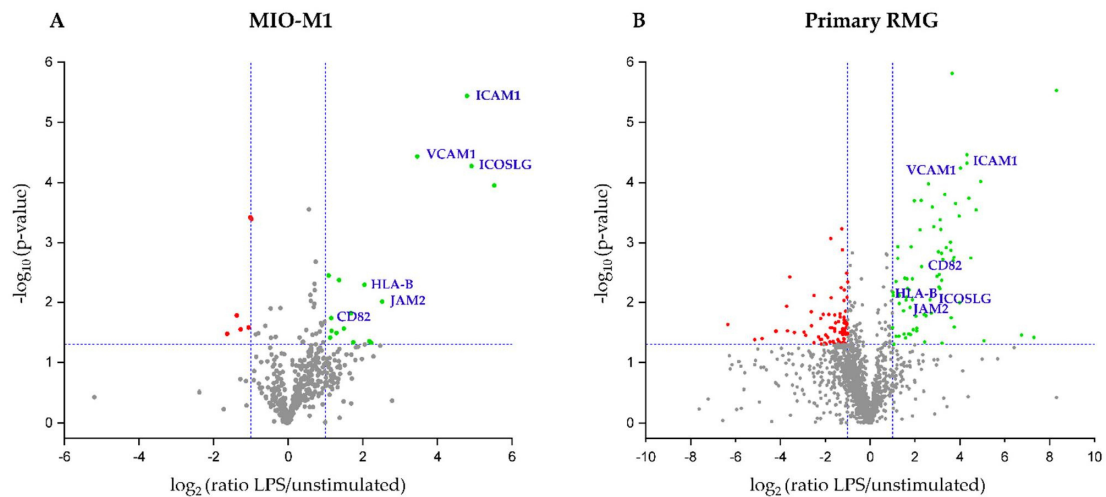 A
MIO-M1
6
5
4
3
2
1
0
-log10 (p-value)
ICAM1
VCAM1
ICOSLG
HLA-B
JAM2
CD82
-6
-4
-2
0
2
4
6
log2 (ratio LPS/unstimulated)
B
Primary RMG
6
5
4
3
2
1
0
-log10 (p-value)
ICAM1
VCAM1
CD82
HLA-B
ICOSLG
JAM2
-10
-8
-6
-4
-2
0
2
4
6
8
10
log2 (ratio LPS/unstimulated)